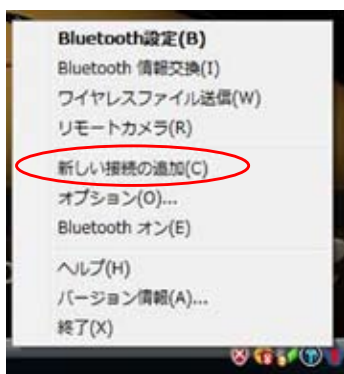 Bluetooth設定(B)
Bluetooth 情報交換(I)
ワイヤレスファイル送信(W)
リモートカメラ(R)
新しい接続の追加(C)
オプション(O)...
Bluetooth オン(E)
ヘルプ(H)
バージョン情報(A)...
終了(X)